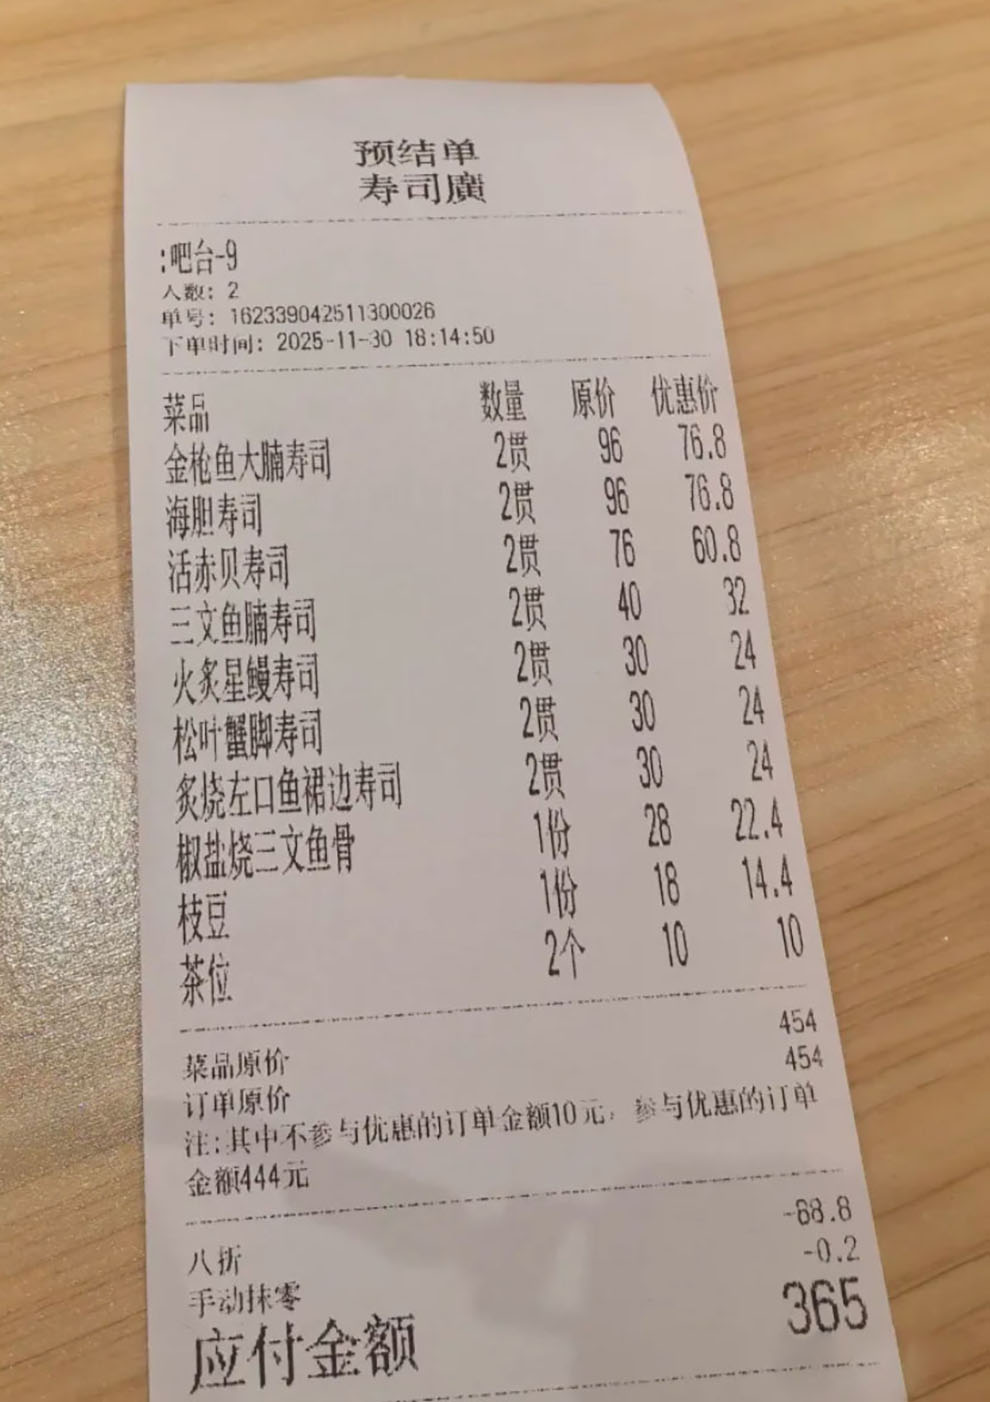 预结单
寿司廣
:吧台-9
人数: 2
单号: 162339042511300026
下单时间: 2025-11-30 18:14:50
菜品 数量 原价 优惠价
金枪鱼大腩寿司 2贯 96 76.8
海胆寿司 2贯 96 76.8
活赤贝寿司 2贯 76 60.8
三文鱼腩寿司 2贯 40 32
火炙星鳗寿司 2贯 30 24
松叶蟹脚寿司 2贯 30 24
炙烧左口鱼裙边寿司 2贯 30 24
椒盐烧三文鱼骨 1份 28 22.4
枝豆 1份 18 14.4
茶位 2个 10 10
菜品原价 454
订单原价 454
注:其中不参与优惠的订单金额10元，参与优惠的订单
金额444元
八折 -88.8
手动抹零 -0.2
应付金额 365